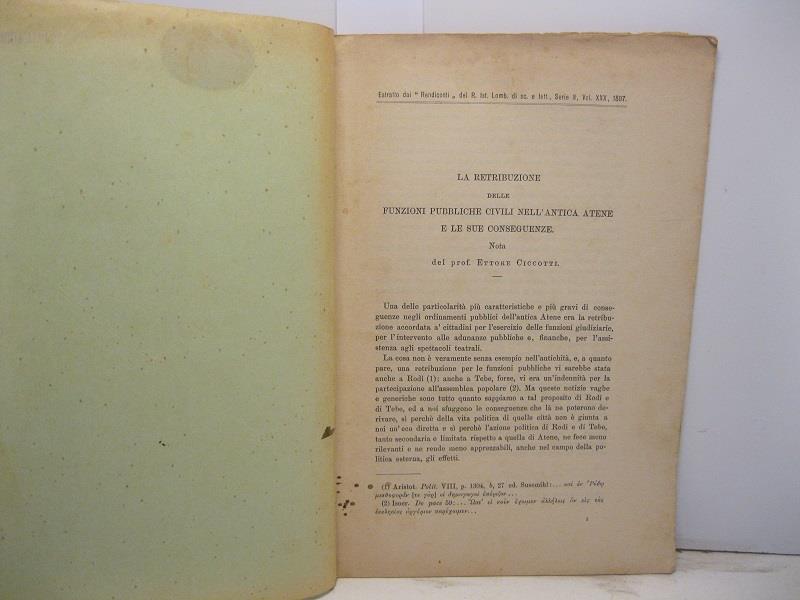 Estratto dai " Rendiconti „ del R. Ist. Lomb. di sc. e lett., Serie II, Vol. XXX, 1897.
LA RETRIBUZIONE
DELLE
FUNZIONI PUBBLICHE CIVILI NELL'ANTICA ATENE
E LE SUE CONSEGUENZE.
Nota
del prof. ETTORE CICCOTTI.
Una delle particolarità più caratteristiche e più gravi di conse-
guenze negli ordinamenti pubblici dell'antica Atene era la retribu-
zione accordata a' cittadini per l'esercizio delle funzioni giudiziarie,
per l'intervento alle adunanze pubbliche e, finanche, per l'assi-
stenza agli spettacoli teatrali.
La cosa non è veramente senza esempio nell'antichità, e, a quanto
pare, una retribuzione per le funzioni pubbliche vi sarebbe stata
anche a Rodi (1): anche a Tebe, forse, vi era un'indennità per la
partecipazione all'assemblea popolare (2). Ma queste notizie vaghe
e generiche sono tutto quanto sappiamo a tal proposito di Rodi e
di Tebe, ed a noi sfuggono le conseguenze che là ne poterono de-
rivare, sì perchè della vita politica di quelle città non è giunta a
noi un'eco diretta e sì perchè l'azione politica di Rodi e di Tebe,
tanto secondaria e limitata rispetto a quella di Atene, ne fece meno
rilevanti e ne rende meno apprezzabili, anche nel campo della po-
litica esterna, gli effetti.
(1) Aristot. Polit. VIII, p. 1304, b, 27 ed. Susemihl:... καὶ ἐν Ῥόδῳ
μισθοφορὰν [τε γὰρ] οἱ δημαγωγοὶ ἐπόριζον...
(2) Isocr. De pace 59:...
1